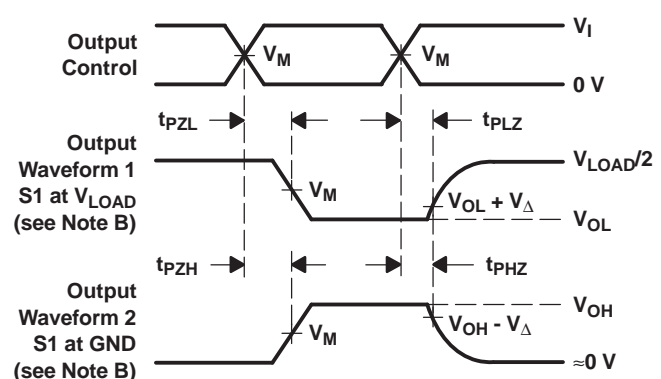 Output
Control
V_M
V_M
V_I
0 V
t_PZL
t_PLZ
Output
Waveform 1
S1 at V_LOAD
(see Note B)
V_M
V_LOAD/2
V_OL + V_Δ
V_OL
t_PZH
t_PHZ
Output
Waveform 2
S1 at GND
(see Note B)
V_M
V_OH
V_OH - V_Δ
≈0 V